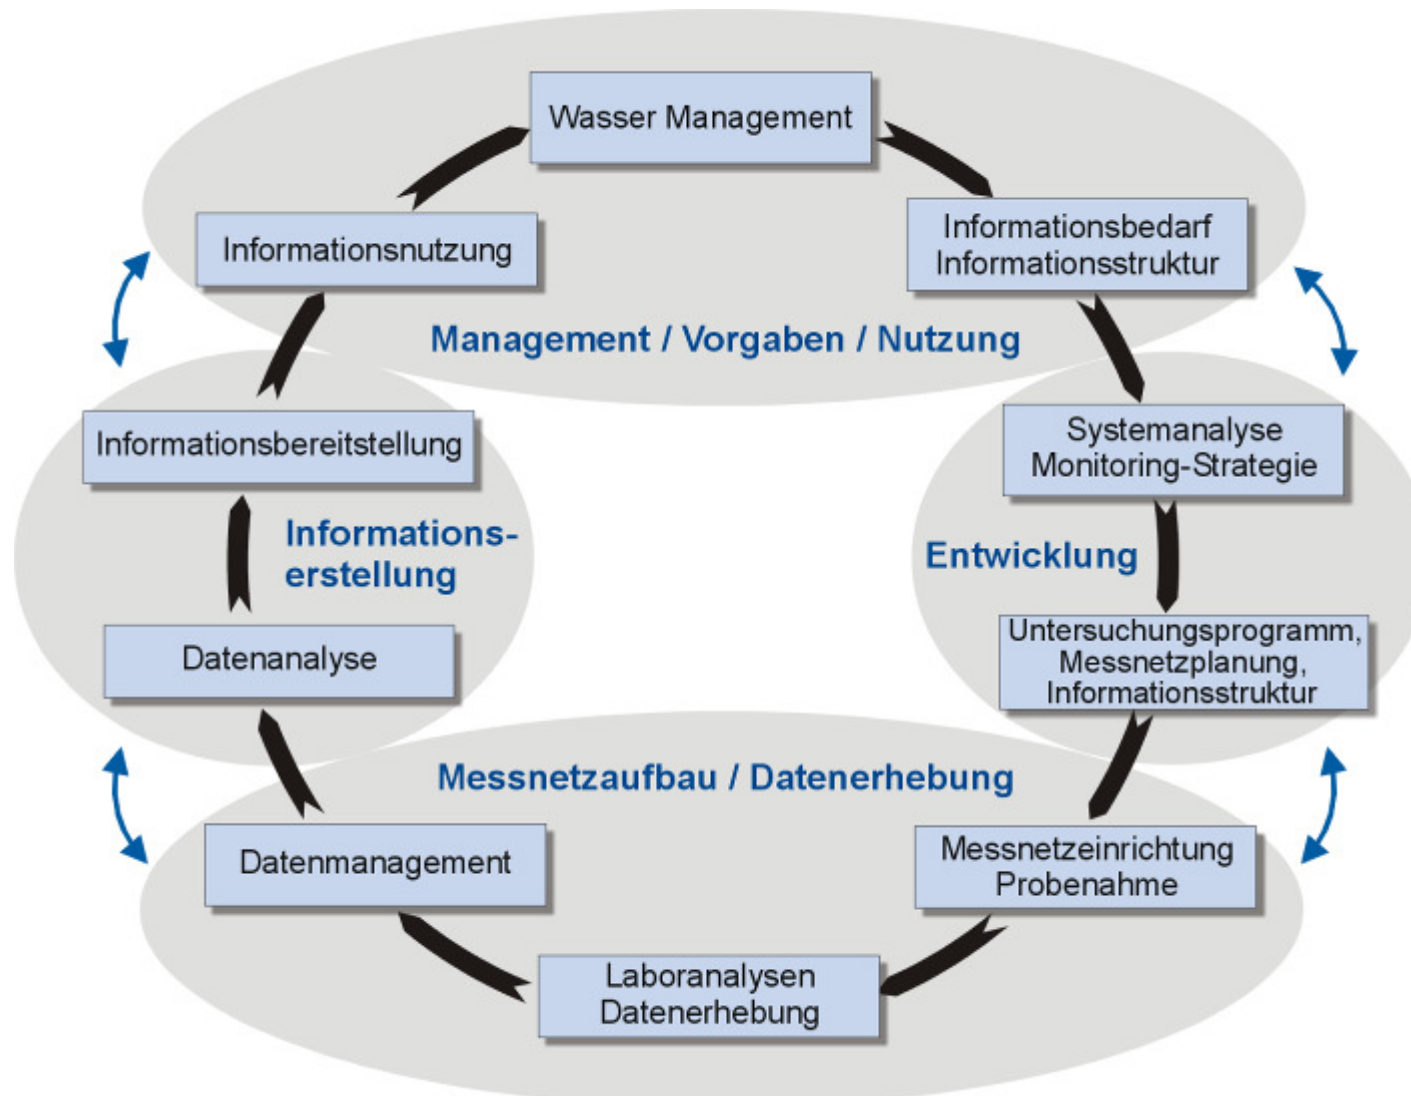 Wasser Management
Informationsnutzung
Informationsbedarf
Informationsstruktur
Management / Vorgaben / Nutzung
Informationsbereitstellung
Systemanalyse
Monitoring-Strategie
Informations-
erstellung
Entwicklung
Datenanalyse
Untersuchungsprogramm,
Messnetzplanung,
Informationsstruktur
Messnetzaufbau / Datenerhebung
Datenmanagement
Messnetzeinrichtung
Probenahme
Laboranalysen
Datenerhebung